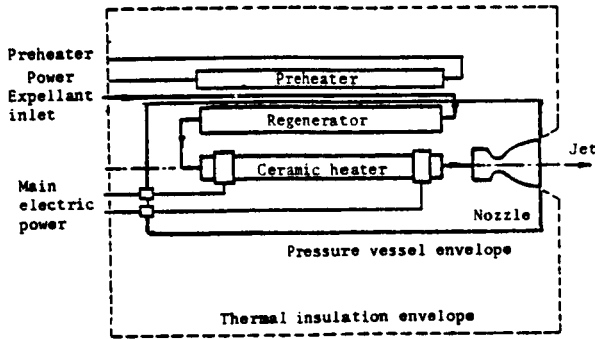 Preheater
Power
Preheater
Expellant
inlet
Regenerator
Jet
Ceramic heater
Main
electric
power
Nozzle
Pressure vessel envelope
Thermal insulation envelope